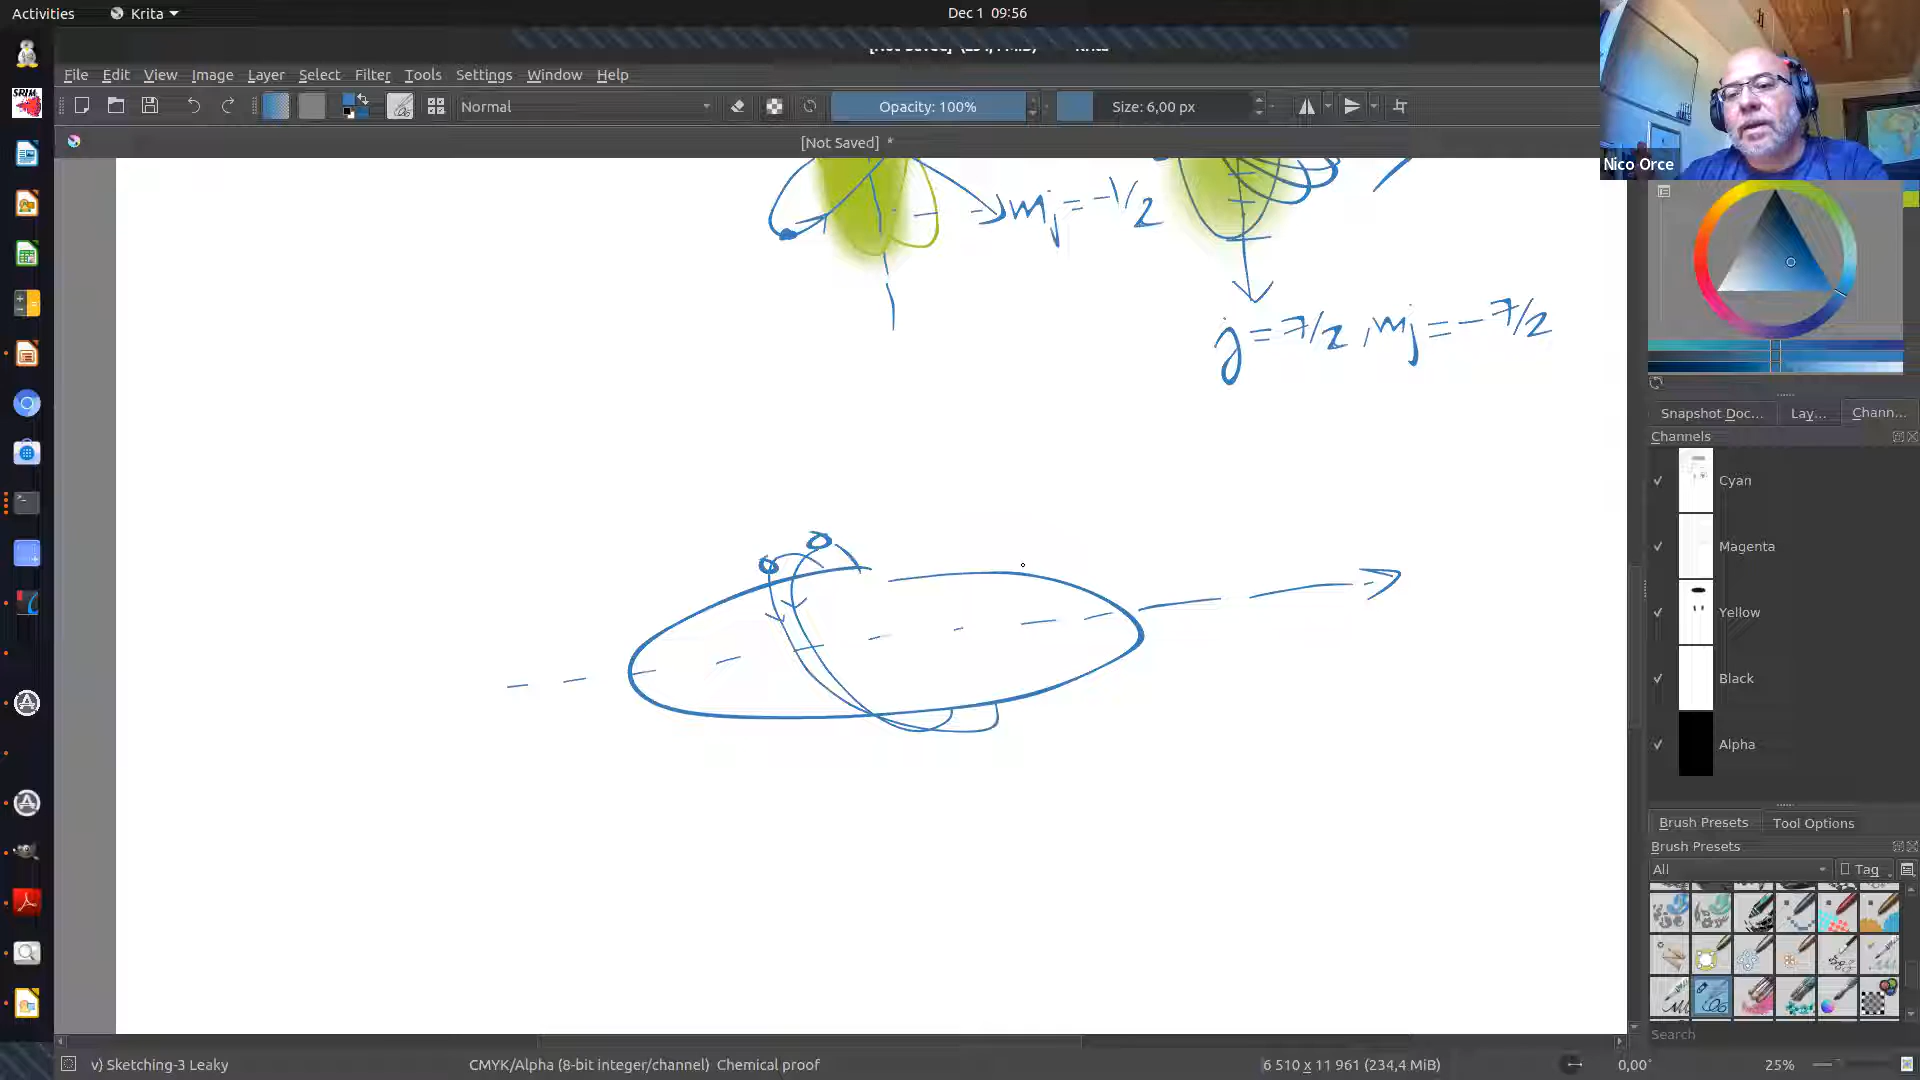 Activities Krita Dec 1 09:56
File Edit View Image Layer Select Filter Tools Settings Window Help
SRIM
Normal Opacity: 100% Size: 6,00 px
[Not Saved] *
Nico Orce
mj = -1/2
j = 7/2 , mj = - 7/2
Snapshot Doc... Lay... Chann...
Channels
Cyan
Magenta
Yellow
Black
Alpha
Brush Presets Tool Options
Brush Presets
All Tag
Search
v) Sketching-3 Leaky CMYK/Alpha (8-bit integer/channel) Chemical proof 6 510 x 11 961 (234,4 MiB) 0,00° 25%